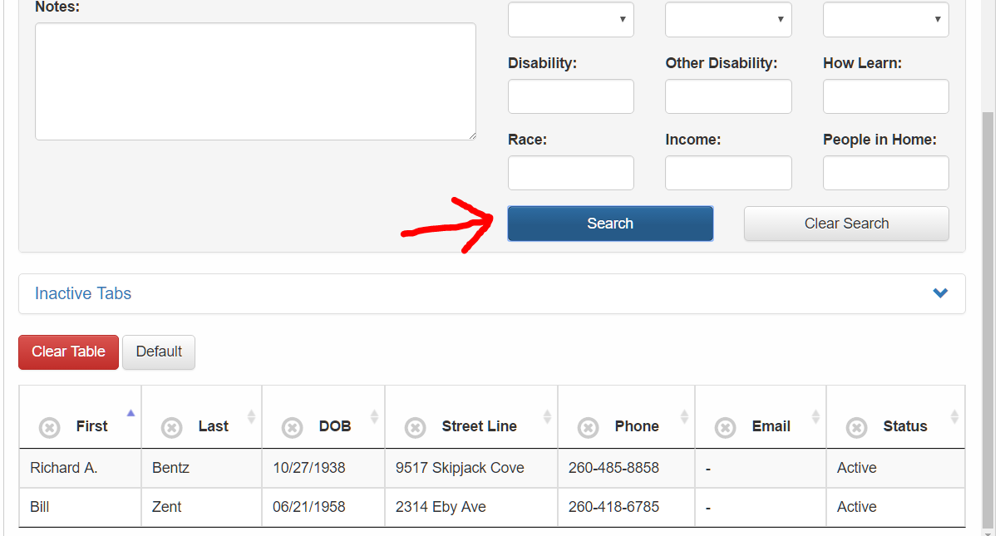 Notes:
Disability: Other Disability: How Learn:
Race: Income: People in Home:
Search Clear Search
Inactive Tabs
Clear Table Default
First Last DOB Street Line Phone Email Status
Richard A. Bentz 10/27/1938 9517 Skipjack Cove 260-485-8858 - Active
Bill Zent 06/21/1958 2314 Eby Ave 260-418-6785 - Active